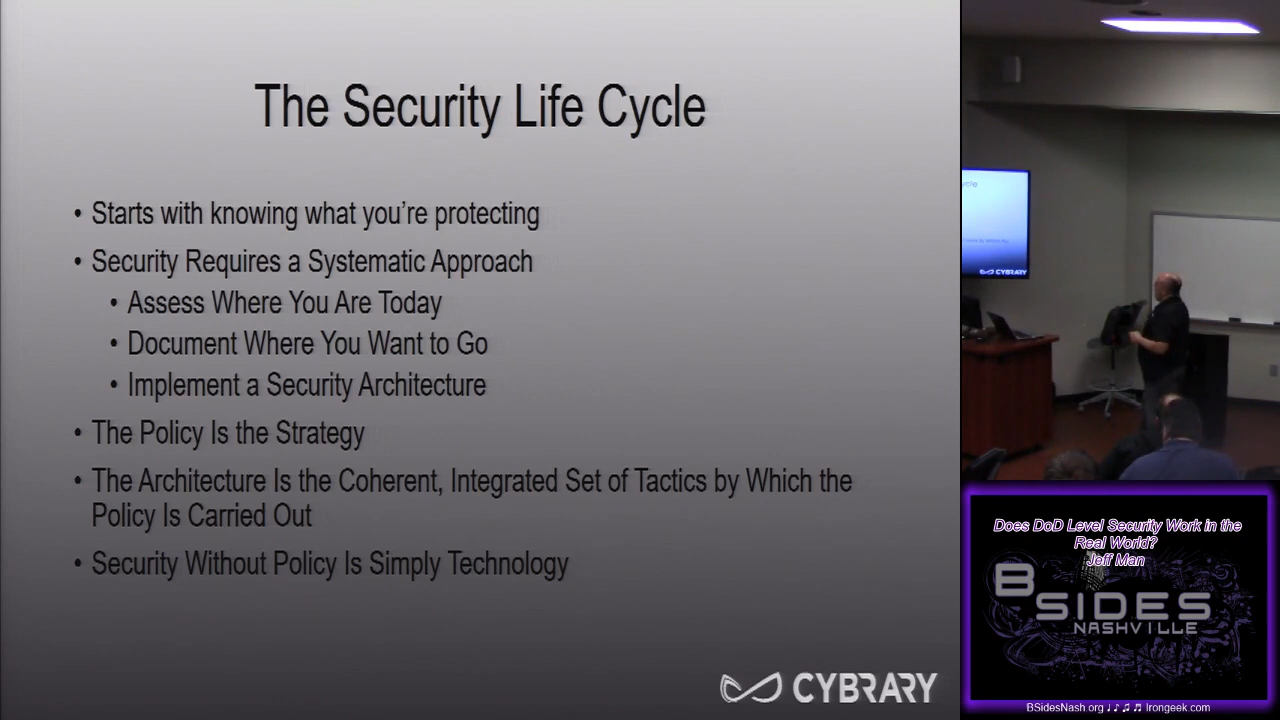 The Security Life Cycle
• Starts with knowing what you’re protecting
• Security Requires a Systematic Approach
• Assess Where You Are Today
• Document Where You Want to Go
• Implement a Security Architecture
• The Policy Is the Strategy
• The Architecture Is the Coherent, Integrated Set of Tactics by Which the
Policy Is Carried Out
• Security Without Policy Is Simply Technology
CYBRARY
CYBRARY
Does DoD Level Security Work in the
Real World?
Jeff Man
BSIDES
NASHVILLE
BSidesNash.org ♩ ♪ ♫ ♬ Irongeek.com